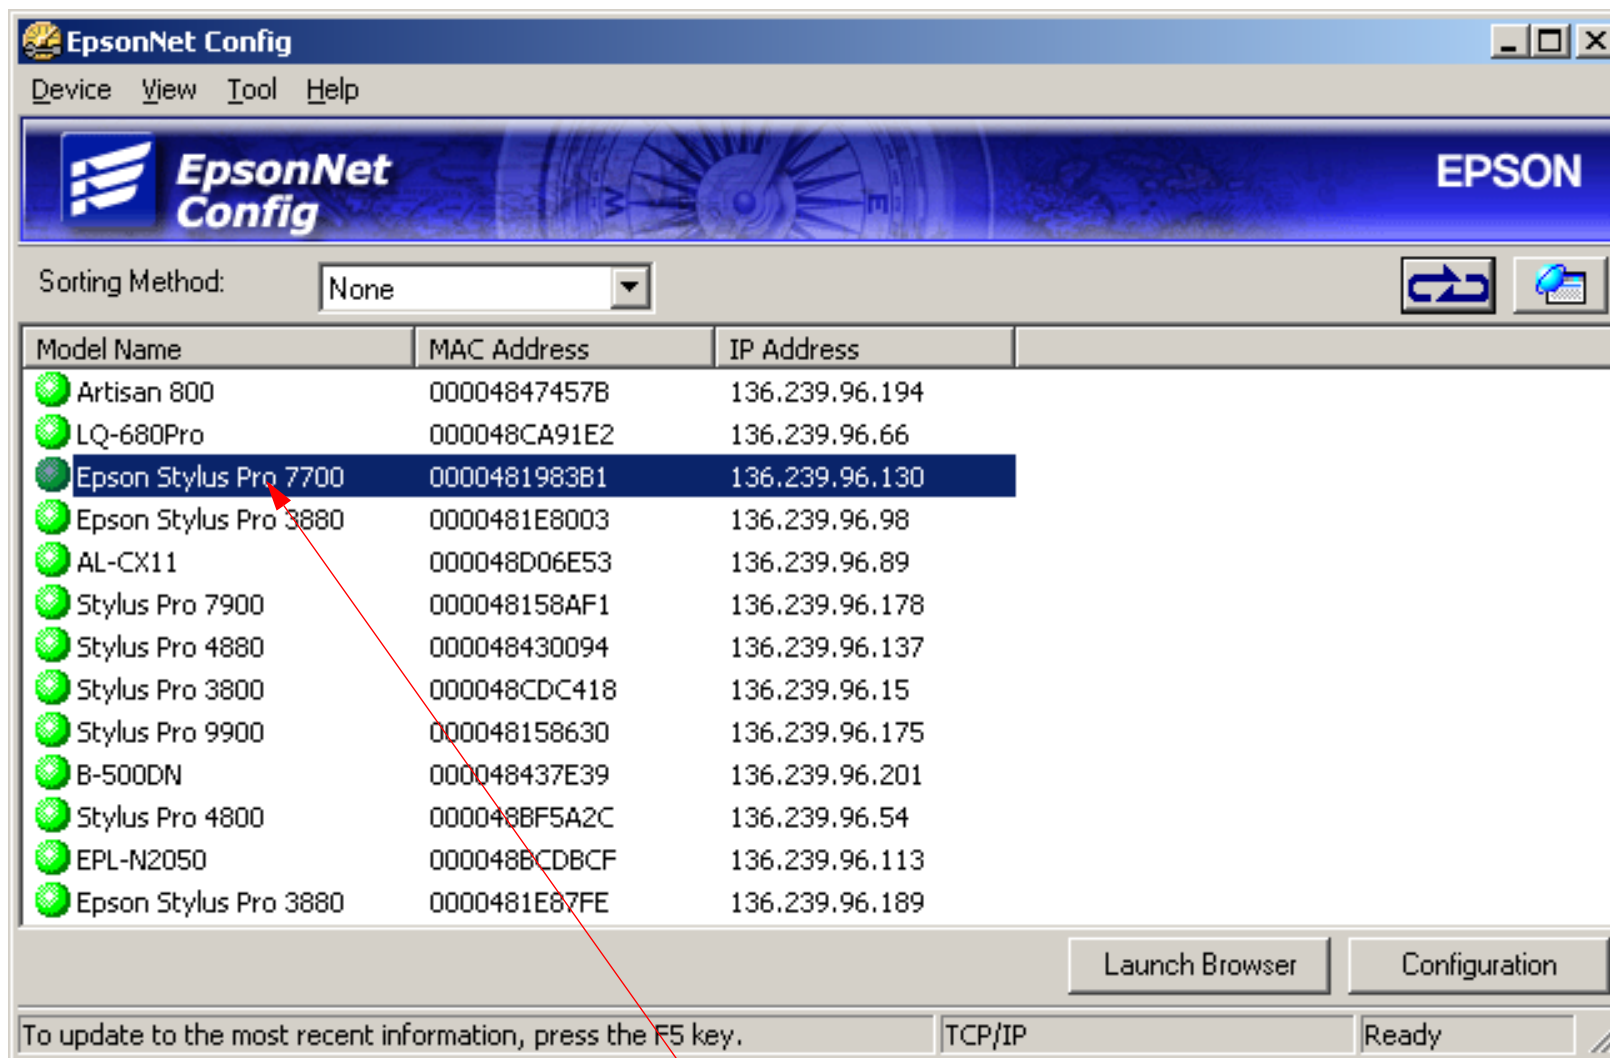 EpsonNet Config
Device View Tool Help
EpsonNet
Config
W E
EPSON
Sorting Method: None
Model Name MAC Address IP Address
Artisan 800 00004847457B 136.239.96.194
LQ-680Pro 000048CA91E2 136.239.96.66
Epson Stylus Pro 7700 0000481983B1 136.239.96.130
Epson Stylus Pro 3880 0000481E8003 136.239.96.98
AL-CX11 000048D06E53 136.239.96.89
Stylus Pro 7900 000048158AF1 136.239.96.178
Stylus Pro 4880 000048430094 136.239.96.137
Stylus Pro 3800 000048CDC418 136.239.96.15
Stylus Pro 9900 000048158630 136.239.96.175
B-500DN 000048437E39 136.239.96.201
Stylus Pro 4800 000048BF5A2C 136.239.96.54
EPL-N2050 000048BCDBCF 136.239.96.113
Epson Stylus Pro 3880 0000481E87FE 136.239.96.189
Launch Browser Configuration
To update to the most recent information, press the F5 key. TCP/IP Ready